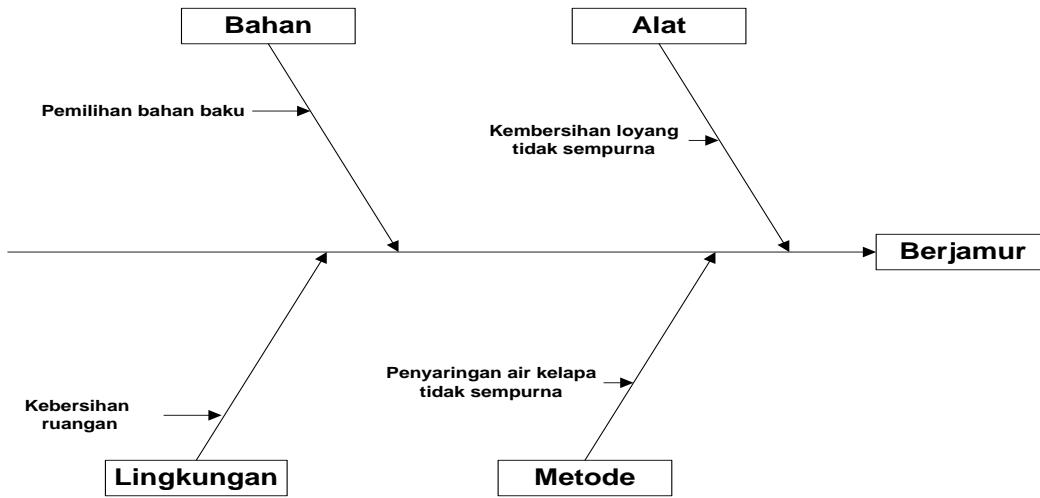 Bahan
Alat
Pemilihan bahan baku
Kembersihan loyang
tidak sempurna
Berjamur
Penyaringan air kelapa
tidak sempurna
Kebersihan
ruangan
Lingkungan
Metode